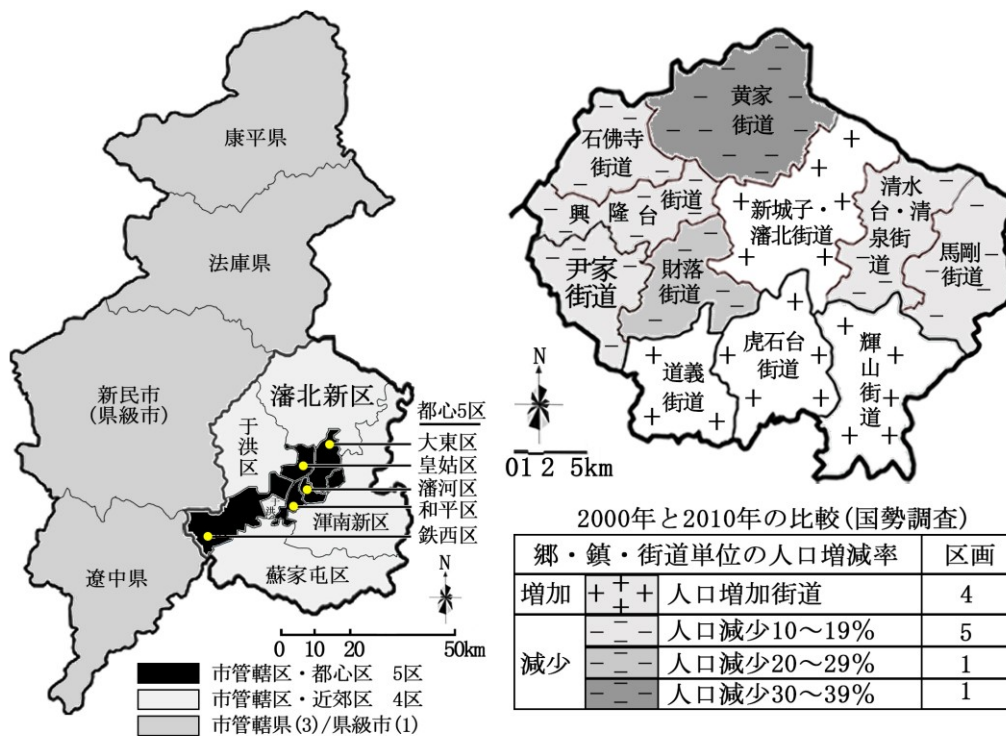 康平県
法庫県
新民市
(県級市)
瀋北新区
于洪区
都心5区
大東区
皇姑区
瀋河区
和平区
鉄西区
于洪
渾南新区
蘇家屯区
遼中県
N
0 10 20 50km
市管轄区・都心区 5区
市管轄区・近郊区 4区
市管轄県(3)/県級市(1)
黄家
街道
石佛寺
街道
興隆台
街道
新城子・
瀋北街道
清水
台・清
泉街
道
馬剛
街道
尹家
街道
財落
街道
道義
街道
虎石台
街道
輝山街道
N
01 2 5km
2000年と2010年の比較(国勢調査)
郷・鎮・街道単位の人口増減率 区画
増加 人口増加街道 4
減少 人口減少10～19% 5
人口減少20～29% 1
人口減少30～39% 1